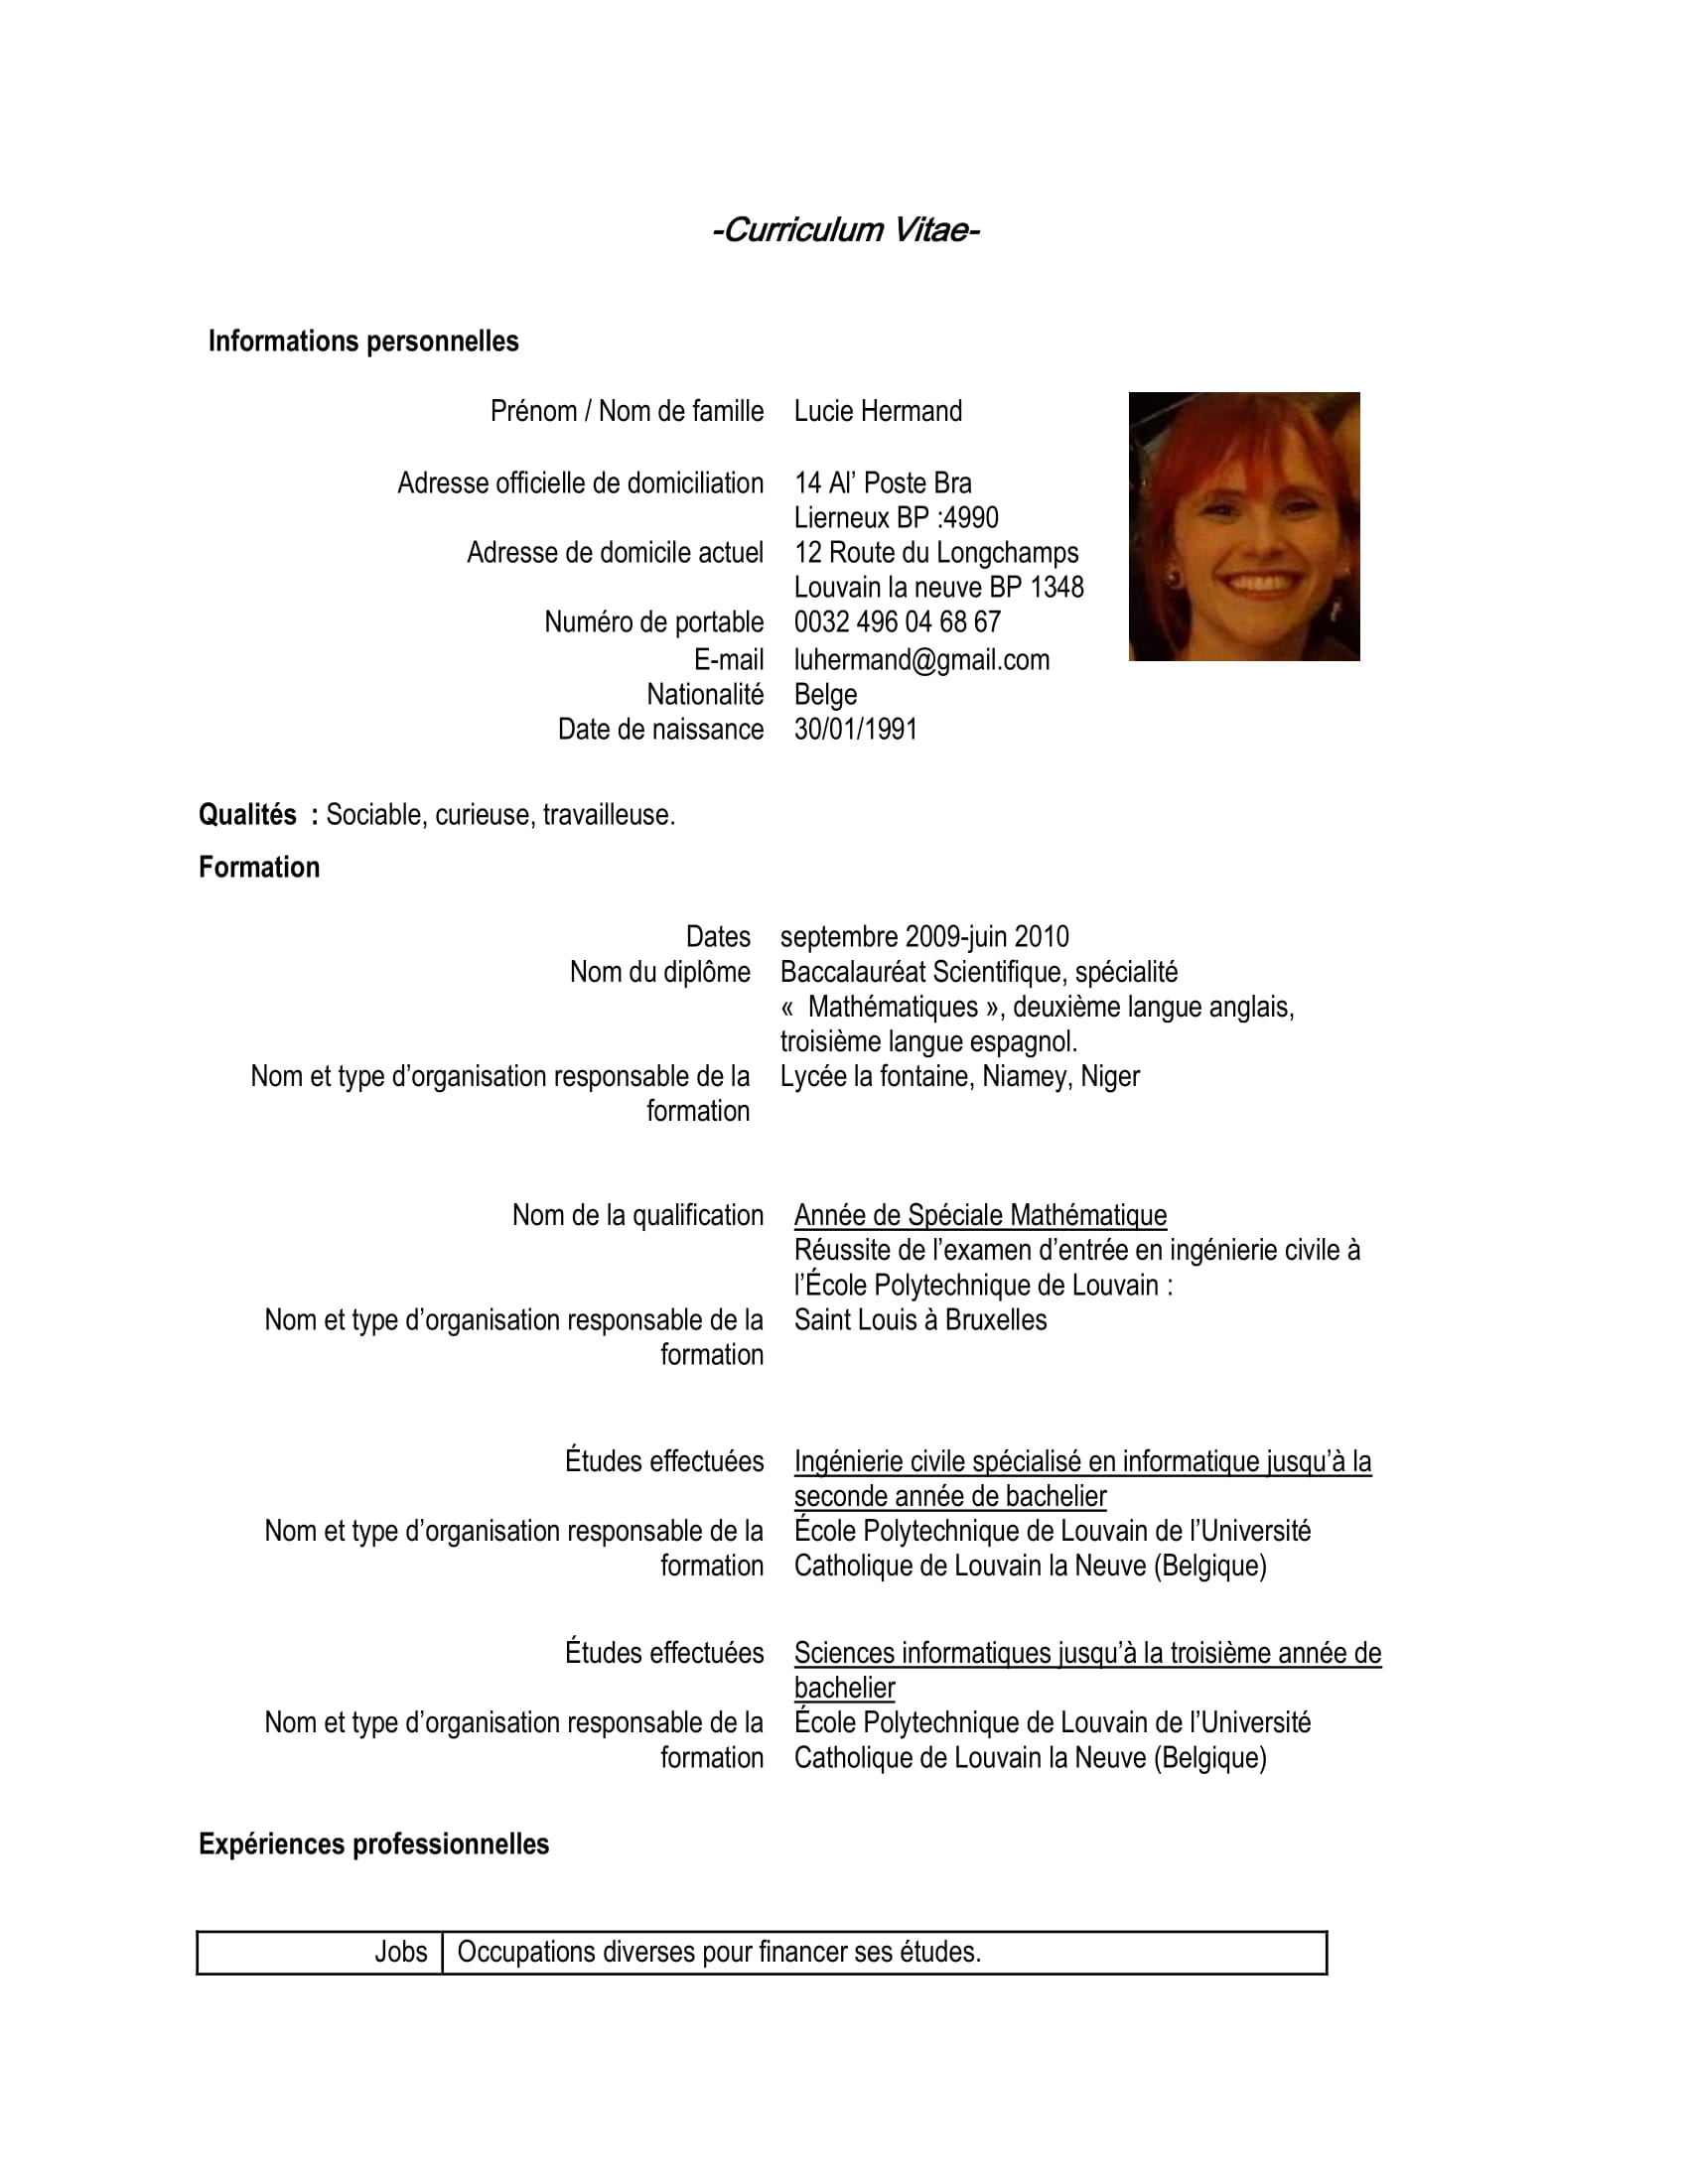 -Curriculum Vitae-
Informations personnelles
Prénom / Nom de famille Lucie Hermand
Adresse officielle de domiciliation 14 Al’ Poste Bra
Lierneux BP :4990
Adresse de domicile actuel 12 Route du Longchamps
Louvain la neuve BP 1348
Numéro de portable 0032 496 04 68 67
E-mail luhermand@gmail.com
Nationalité Belge
Date de naissance 30/01/1991
Qualités : Sociable, curieuse, travailleuse.
Formation
Dates septembre 2009-juin 2010
Nom du diplôme Baccalauréat Scientifique, spécialité
« Mathématiques », deuxième langue anglais,
troisième langue espagnol.
Nom et type d’organisation responsable de la Lycée la fontaine, Niamey, Niger
formation
Nom de la qualification Année de Spéciale Mathématique
Réussite de l’examen d’entrée en ingénierie civile à
l’École Polytechnique de Louvain :
Nom et type d’organisation responsable de la Saint Louis à Bruxelles
formation
Études effectuées Ingénierie civile spécialisé en informatique jusqu’à la
seconde année de bachelier
Nom et type d’organisation responsable de la École Polytechnique de Louvain de l’Université
formation Catholique de Louvain la Neuve (Belgique)
Études effectuées Sciences informatiques jusqu’à la troisième année de
bachelier
Nom et type d’organisation responsable de la École Polytechnique de Louvain de l’Université
formation Catholique de Louvain la Neuve (Belgique)
Expériences professionnelles
Jobs Occupations diverses pour financer ses études.